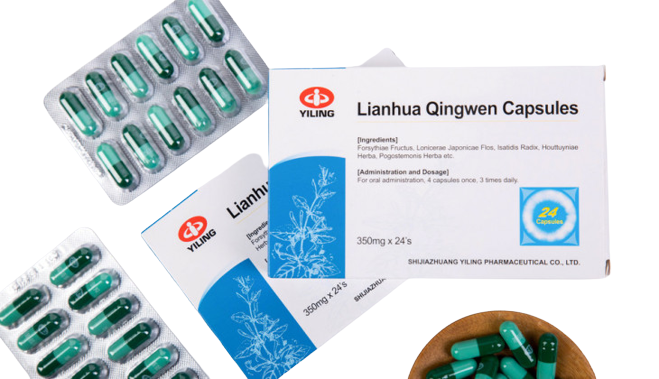 YILING
Lianhua Qingwen Capsules
[Ingredients]
Forsythiae Fructus, Lonicerae Japonicae Flos, Isatidis Radix, Houttuyniae
Herba, Pogostemonis Herba etc.
[Administration and Dosage]
For oral administration, 4 capsules once, 3 times daily.
24
Capsules
350mg x 24's
SHIJIAZHUANG YILING PHARMACEUTICAL CO., LTD.
YILING
Lianhu
350mg x 24's